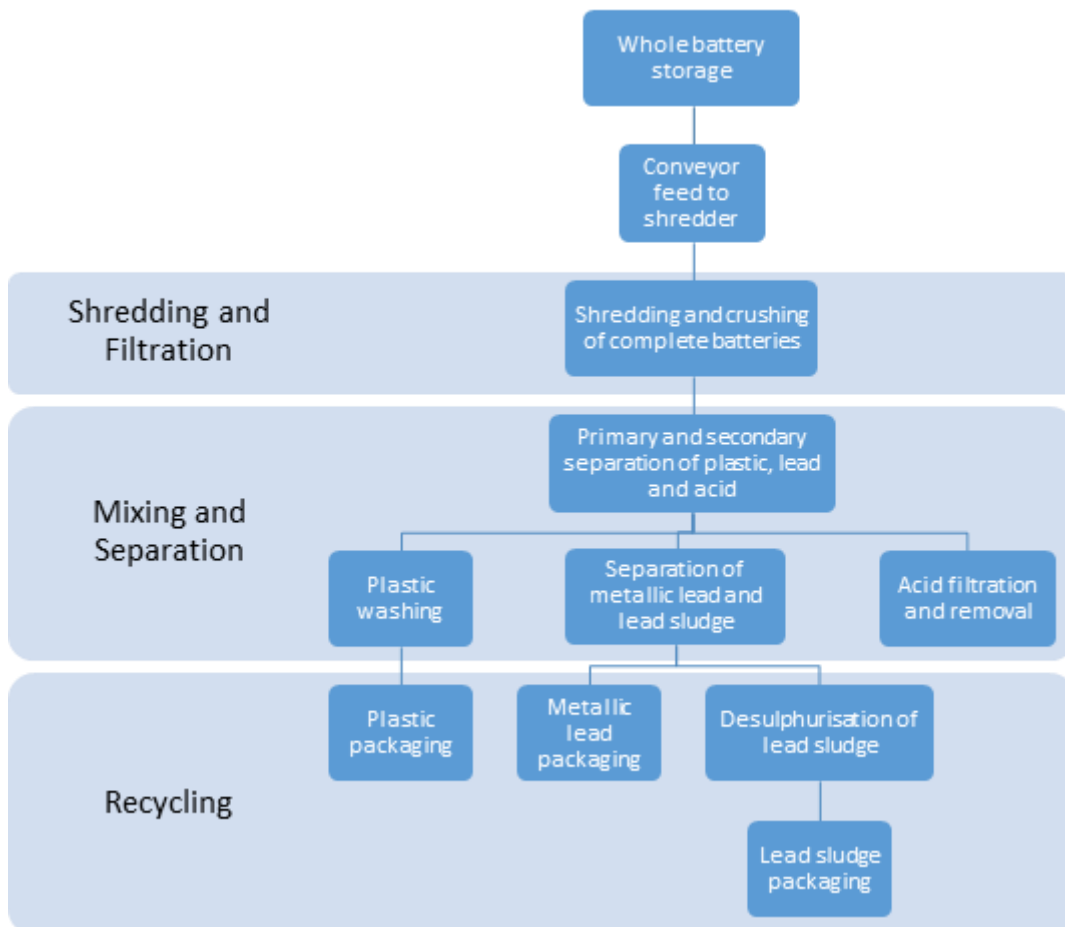 Whole battery
storage
Conveyor
feed to
shredder
Shredding and
Filtration
Shredding and crushing
of complete batteries
Mixing and
Separation
Primary and secondary
separation of plastic, lead
and acid
Plastic
washing
Separation of
metallic lead and
lead sludge
Acid filtration
and removal
Recycling
Plastic
packaging
Metallic
lead
packaging
Desulphurisation of
lead sludge
Lead sludge
packaging